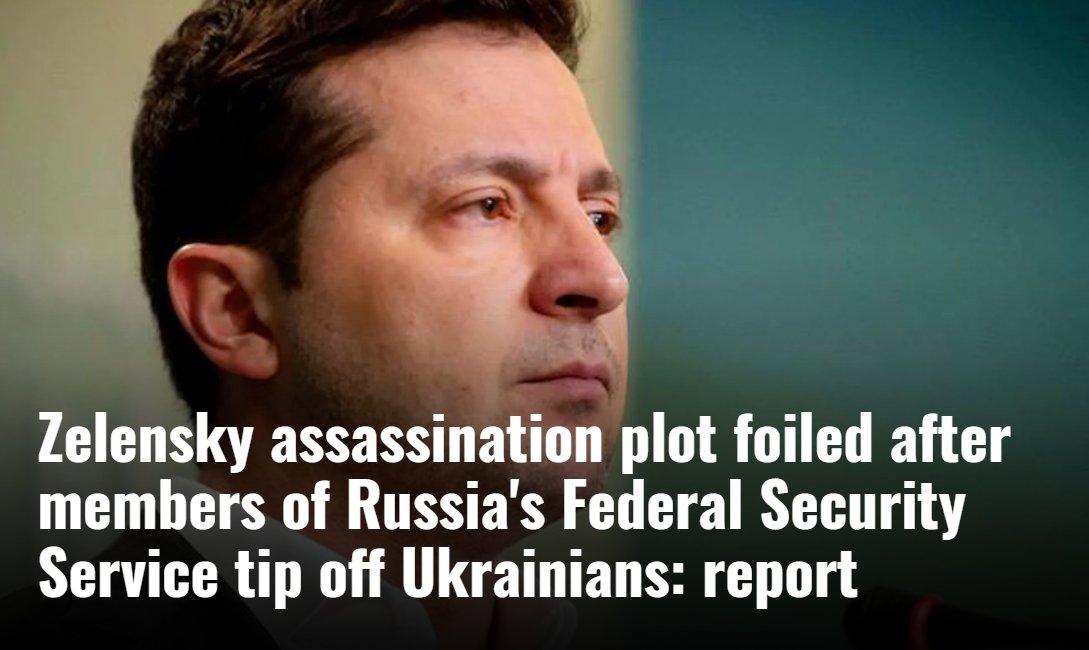 Zelensky assassination plot foiled after
members of Russia's Federal Security
Service tip off Ukrainians: report